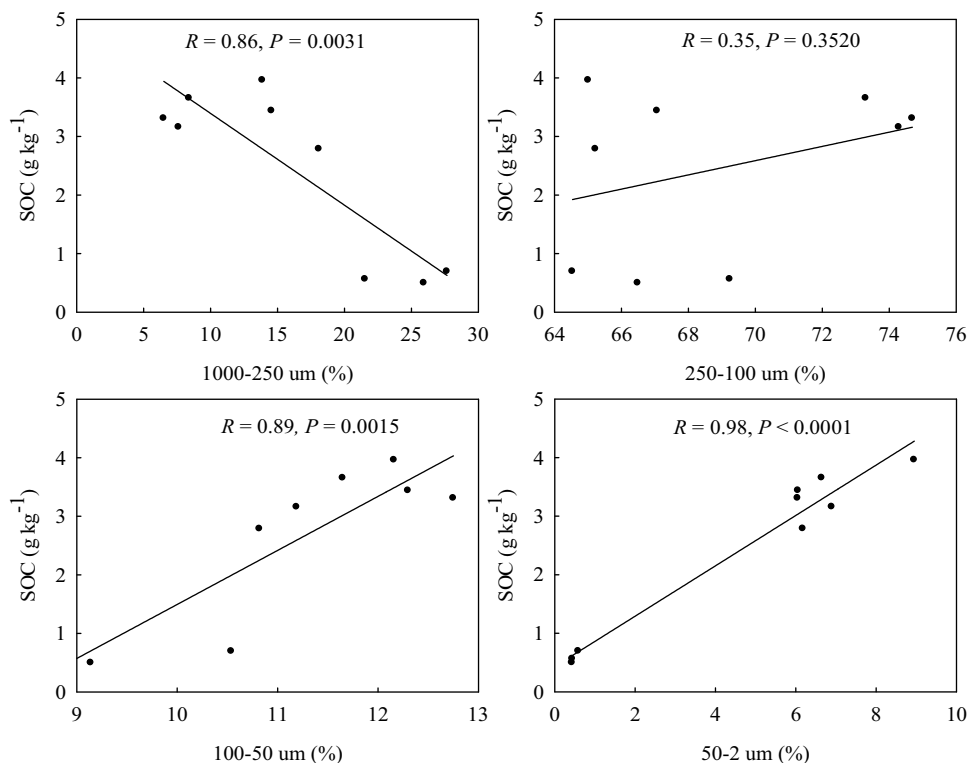 R = 0.86, P = 0.0031
5
4
3
2
1
0
SOC (g kg⁻¹)
0 5 10 15 20 25 30
1000-250 um (%)
R = 0.35, P = 0.3520
5
4
3
2
1
0
SOC (g kg⁻¹)
64 66 68 70 72 74 76
250-100 um (%)
R = 0.89, P = 0.0015
5
4
3
2
1
0
SOC (g kg⁻¹)
9 10 11 12 13
100-50 um (%)
R = 0.98, P < 0.0001
5
4
3
2
1
0
SOC (g kg⁻¹)
0 2 4 6 8 10
50-2 um (%)